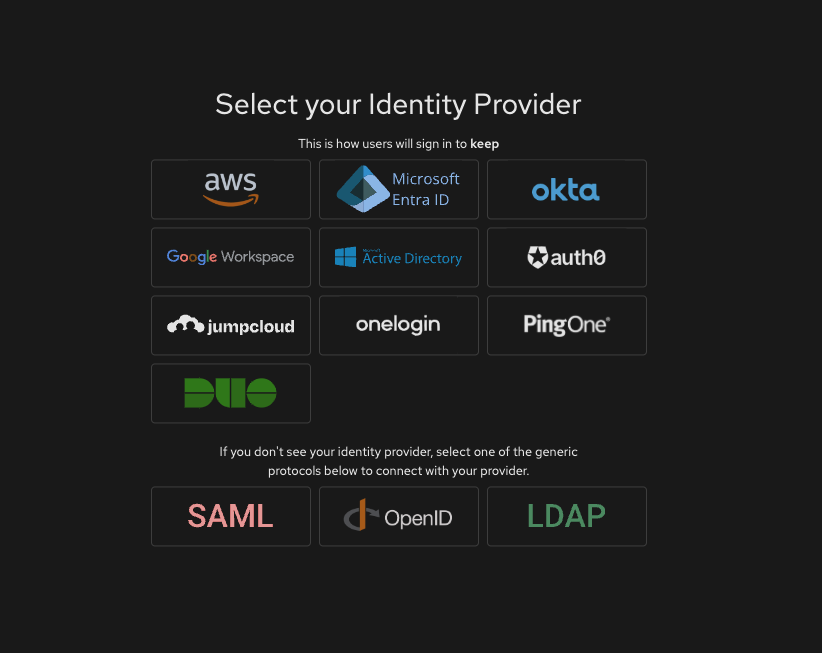 Select your Identity Provider
This is how users will sign in to keep
aws
Microsoft
Entra ID
okta
Google Workspace
Microsoft
Active Directory
auth0
jumpcloud
onelogin
PingOne®
DUO
If you don't see your identity provider, select one of the generic
protocols below to connect with your provider.
SAML
OpenID
LDAP